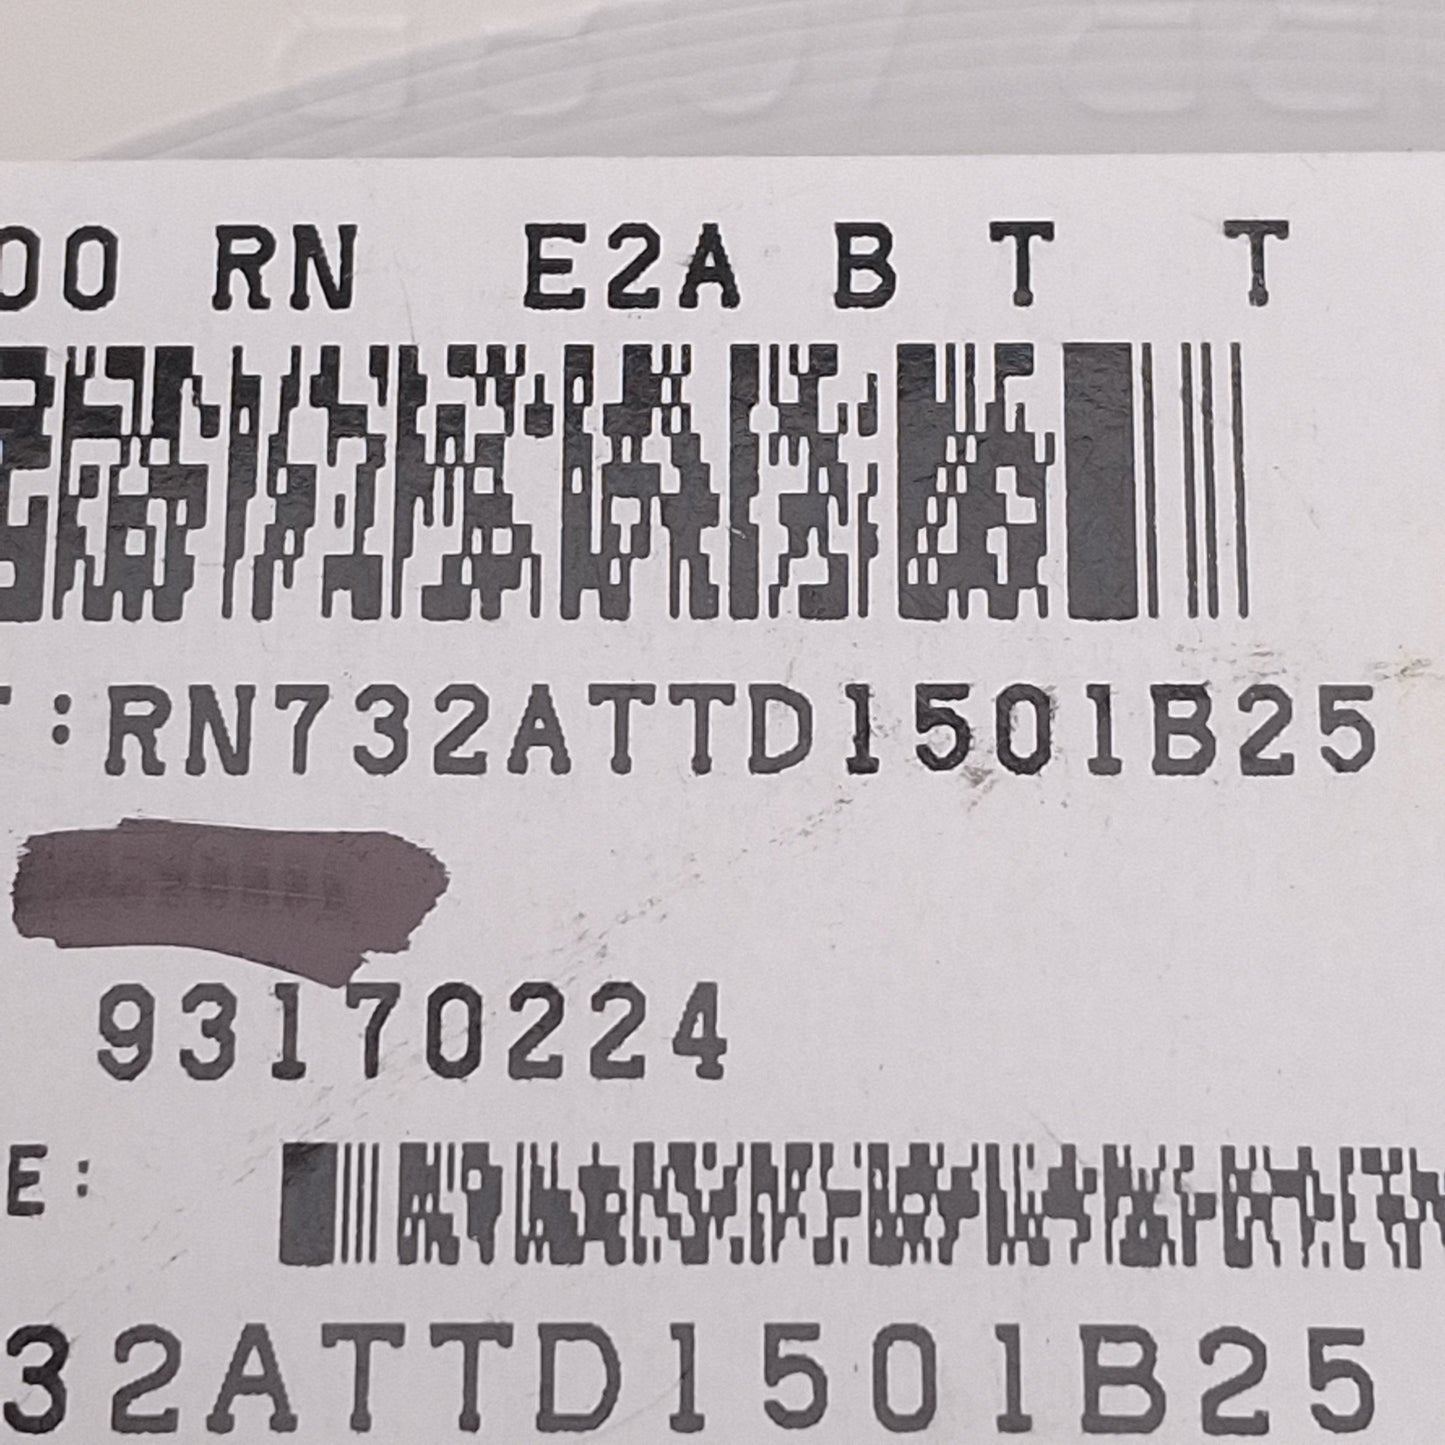 00 RN E2A B T T
T:RN732ATTD1501B25
93170224
E:
32ATTD1501B25